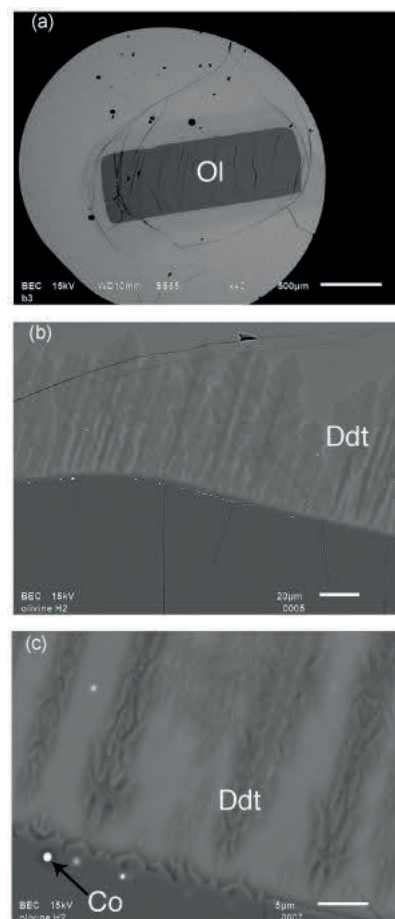 (a)
Ol
BEC 15kV WD10mm SS65 x40 500µm
b3
(b)
Ddt
BEC 15kV 20µm
olivine H2 0005
(c)
Ddt
Co
BEC 15kV 5µm
olivine H2 0007